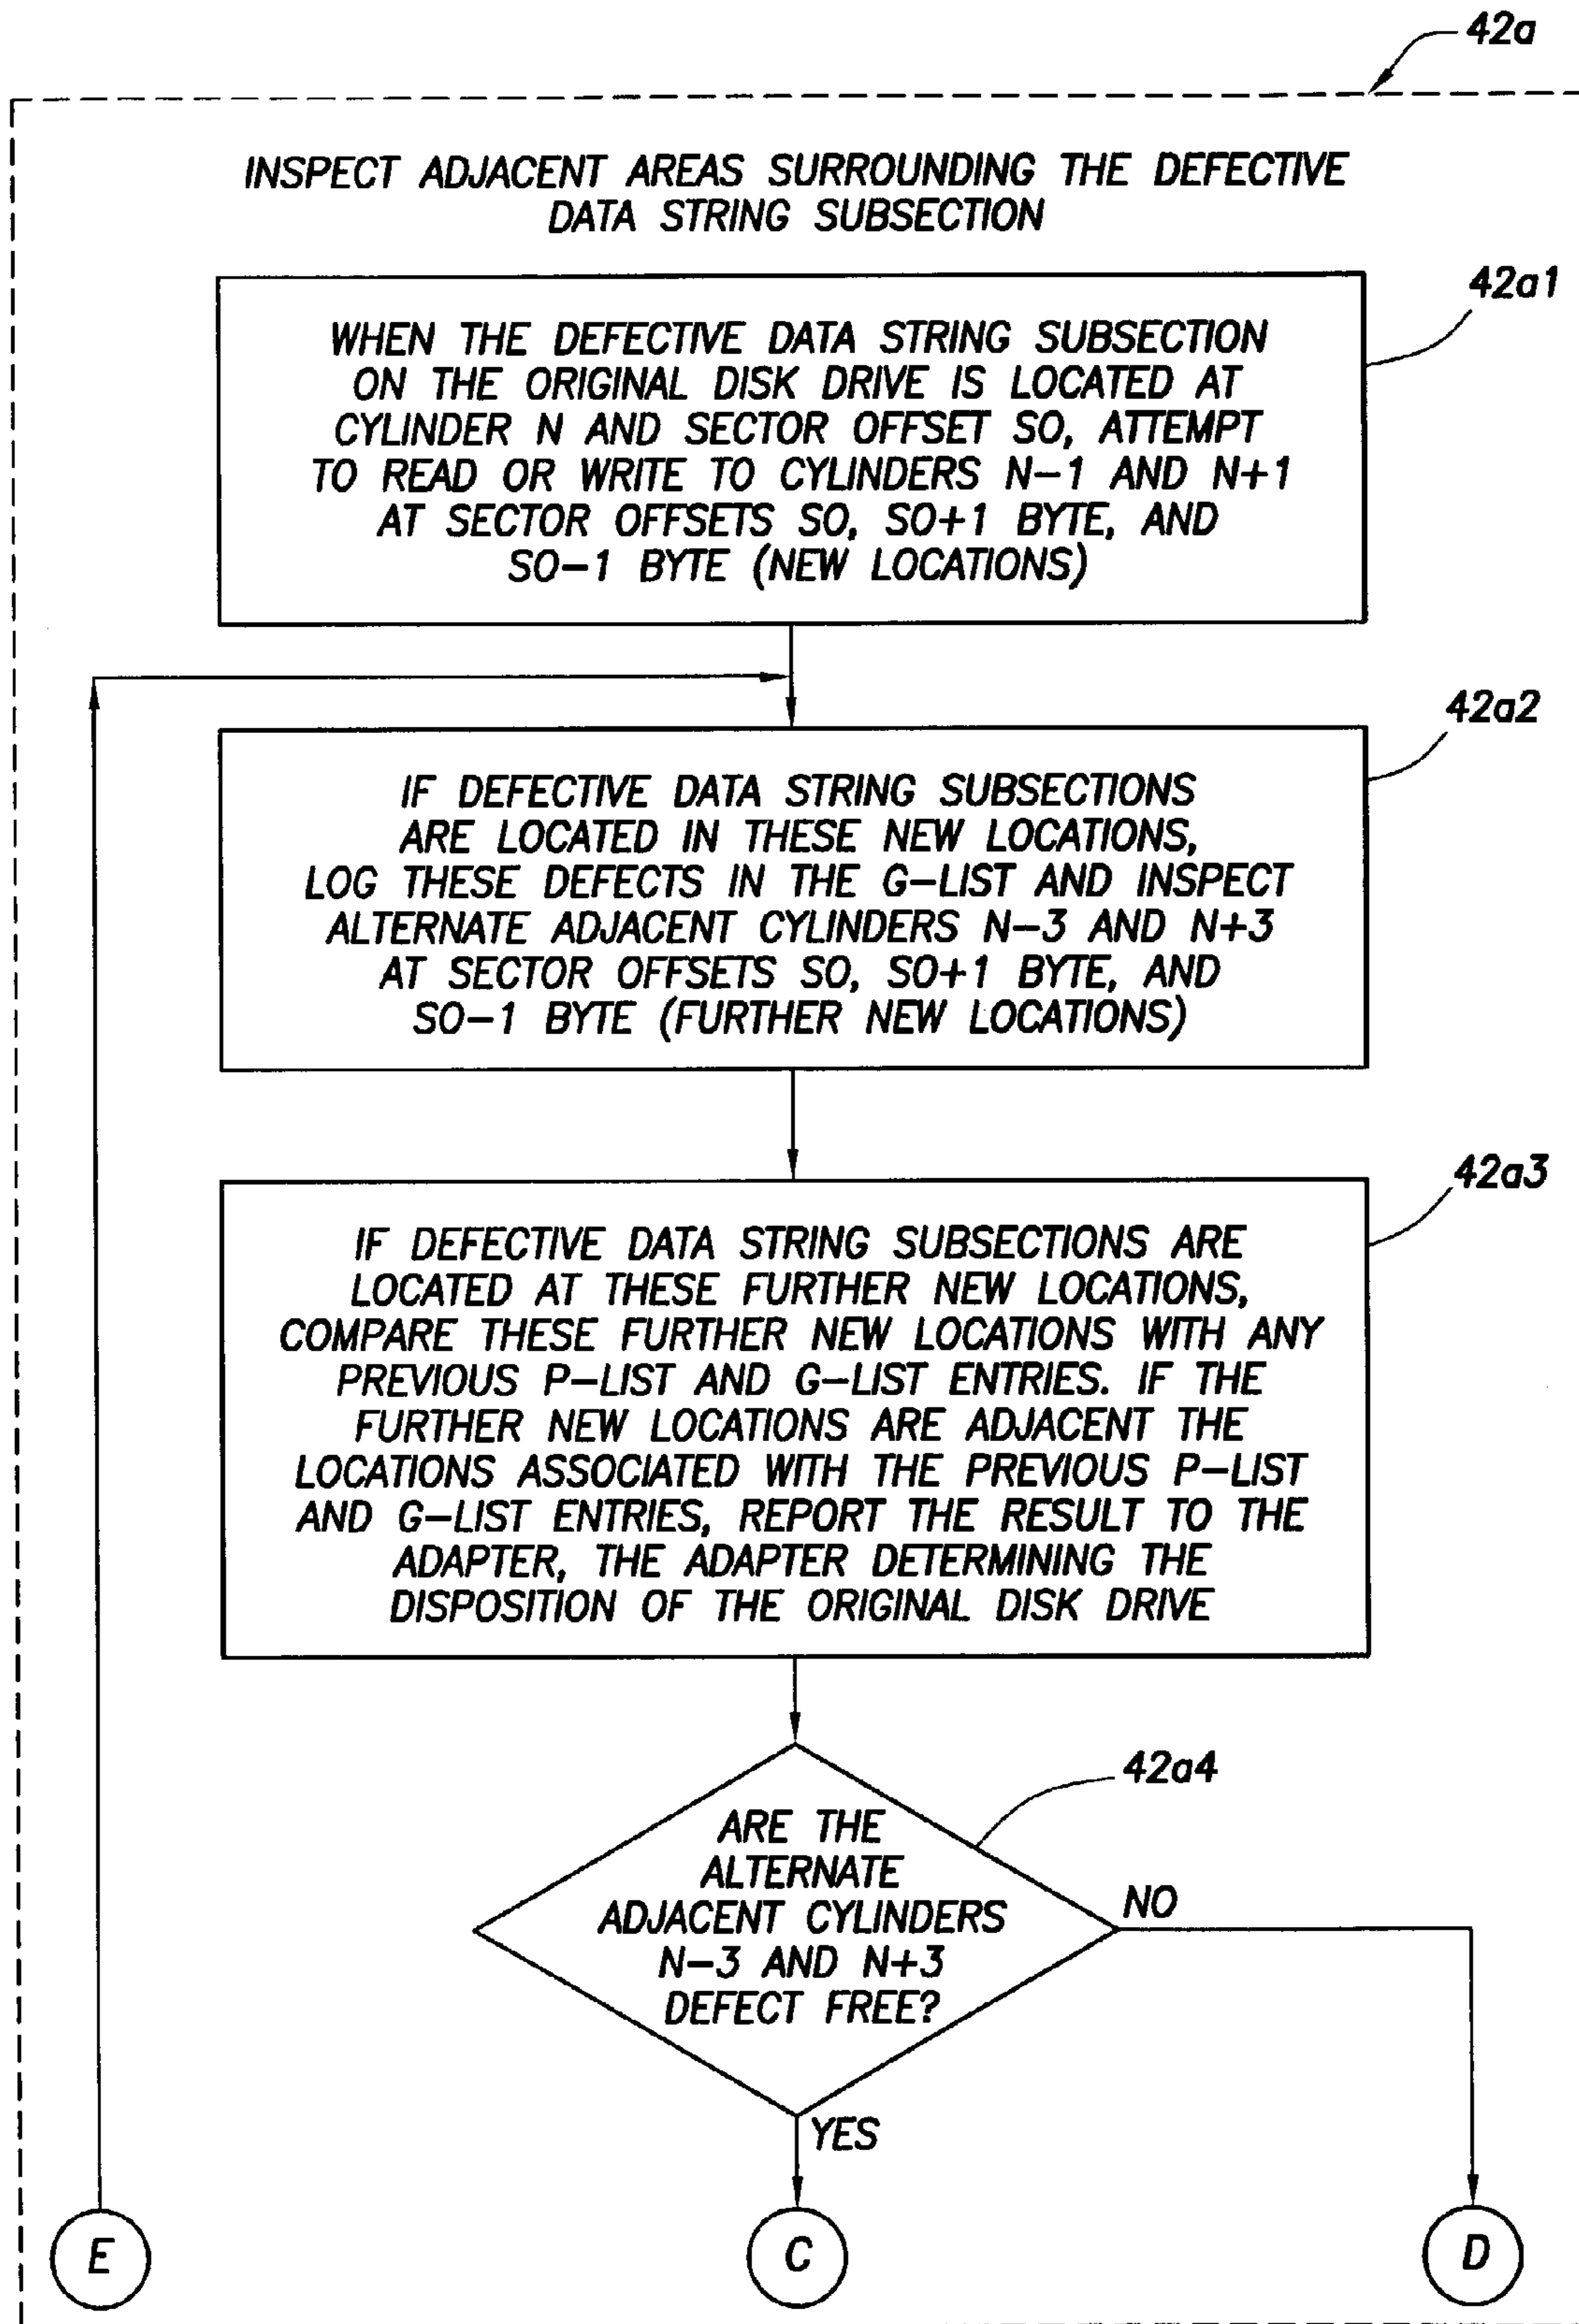 42a
INSPECT ADJACENT AREAS SURROUNDING THE DEFECTIVE
DATA STRING SUBSECTION
42a1
WHEN THE DEFECTIVE DATA STRING SUBSECTION
ON THE ORIGINAL DISK DRIVE IS LOCATED AT
CYLINDER N AND SECTOR OFFSET SO, ATTEMPT
TO READ OR WRITE TO CYLINDERS N-1 AND N+1
AT SECTOR OFFSETS SO, SO+1 BYTE, AND
SO-1 BYTE (NEW LOCATIONS)
42a2
IF DEFECTIVE DATA STRING SUBSECTIONS
ARE LOCATED IN THESE NEW LOCATIONS,
LOG THESE DEFECTS IN THE G-LIST AND INSPECT
ALTERNATE ADJACENT CYLINDERS N-3 AND N+3
AT SECTOR OFFSETS SO, SO+1 BYTE, AND
SO-1 BYTE (FURTHER NEW LOCATIONS)
42a3
IF DEFECTIVE DATA STRING SUBSECTIONS ARE
LOCATED AT THESE FURTHER NEW LOCATIONS,
COMPARE THESE FURTHER NEW LOCATIONS WITH ANY
PREVIOUS P-LIST AND G-LIST ENTRIES. IF THE
FURTHER NEW LOCATIONS ARE ADJACENT THE
LOCATIONS ASSOCIATED WITH THE PREVIOUS P-LIST
AND G-LIST ENTRIES, REPORT THE RESULT TO THE
ADAPTER, THE ADAPTER DETERMINING THE
DISPOSITION OF THE ORIGINAL DISK DRIVE
42a4
ARE THE
ALTERNATE
ADJACENT CYLINDERS
N-3 AND N+3
DEFECT FREE?
NO
YES
E
C
D